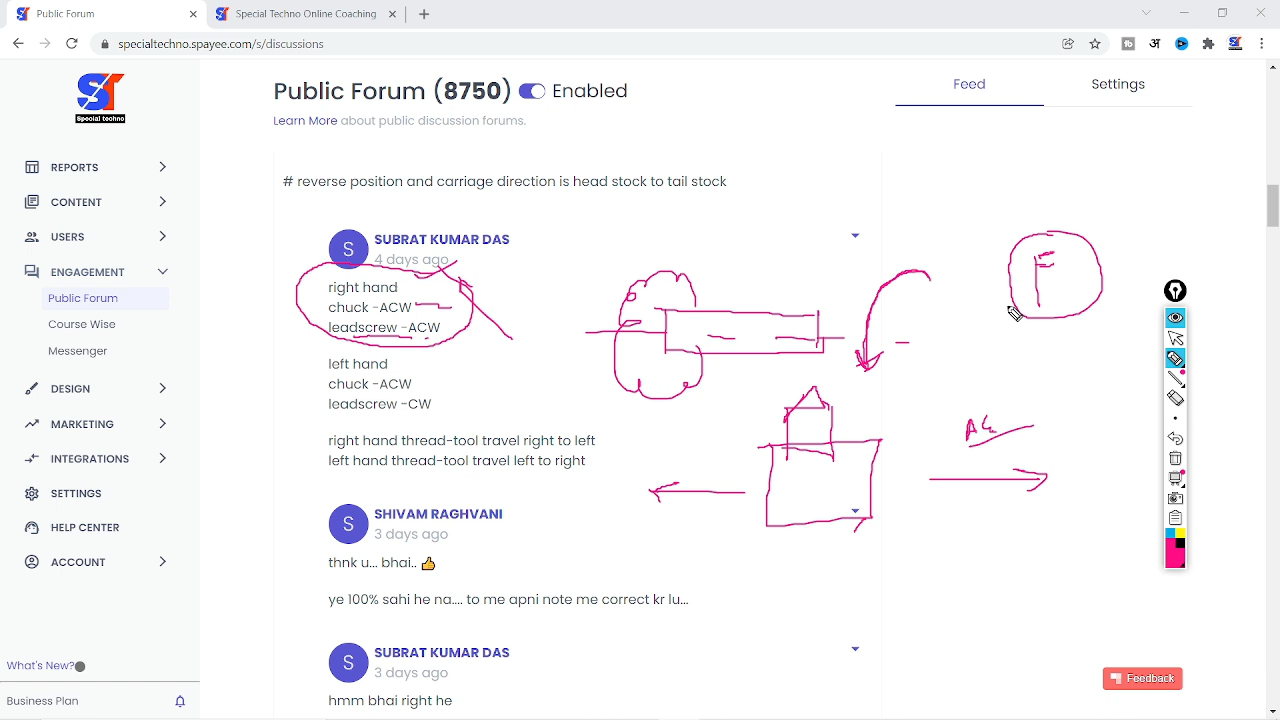 Public Forum
Special Techno Online Coaching
specialtechno.spayee.com/s/discussions
ST
Special techno
REPORTS
CONTENT
USERS
ENGAGEMENT
Public Forum
Course Wise
Messenger
DESIGN
MARKETING
INTEGRATIONS
SETTINGS
HELP CENTER
ACCOUNT
What's New?
Business Plan
Public Forum (8750) Enabled
Learn More about public discussion forums.
Feed
Settings
# reverse position and carriage direction is head stock to tail stock
S
SUBRAT KUMAR DAS
4 days ago
right hand
chuck -ACW
leadscrew -ACW
left hand
chuck -ACW
leadscrew -CW
right hand thread-tool travel right to left
left hand thread-tool travel left to right
S
SHIVAM RAGHVANI
3 days ago
thnk u... bhai.. 👍
ye 100% sahi he na.... to me apni note me correct kr lu...
S
SUBRAT KUMAR DAS
3 days ago
hmm bhai right he
F
Feedback